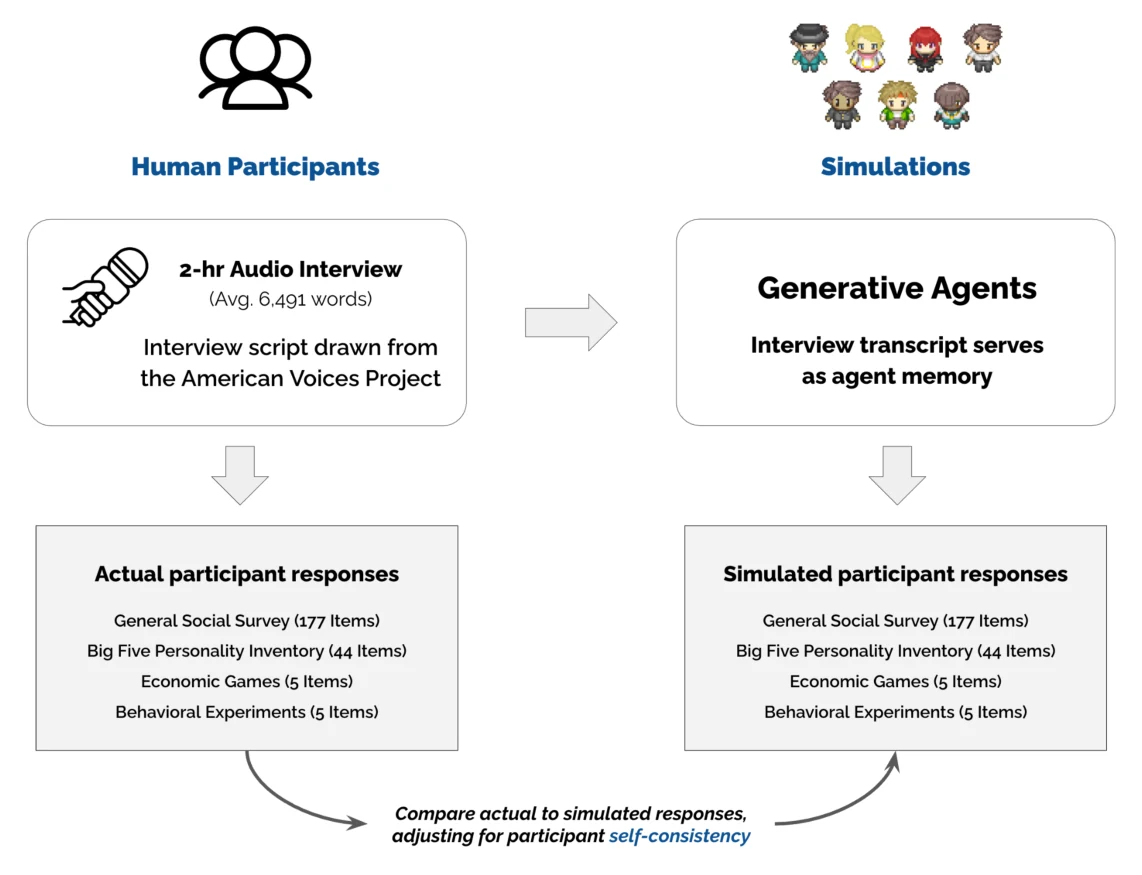 Human Participants
Simulations
2-hr Audio Interview
(Avg. 6,491 words)
Interview script drawn from
the American Voices Project
Generative Agents
Interview transcript serves
as agent memory
Actual participant responses
General Social Survey (177 Items)
Big Five Personality Inventory (44 Items)
Economic Games (5 Items)
Behavioral Experiments (5 Items)
Simulated participant responses
General Social Survey (177 Items)
Big Five Personality Inventory (44 Items)
Economic Games (5 Items)
Behavioral Experiments (5 Items)
Compare actual to simulated responses,
adjusting for participant self-consistency